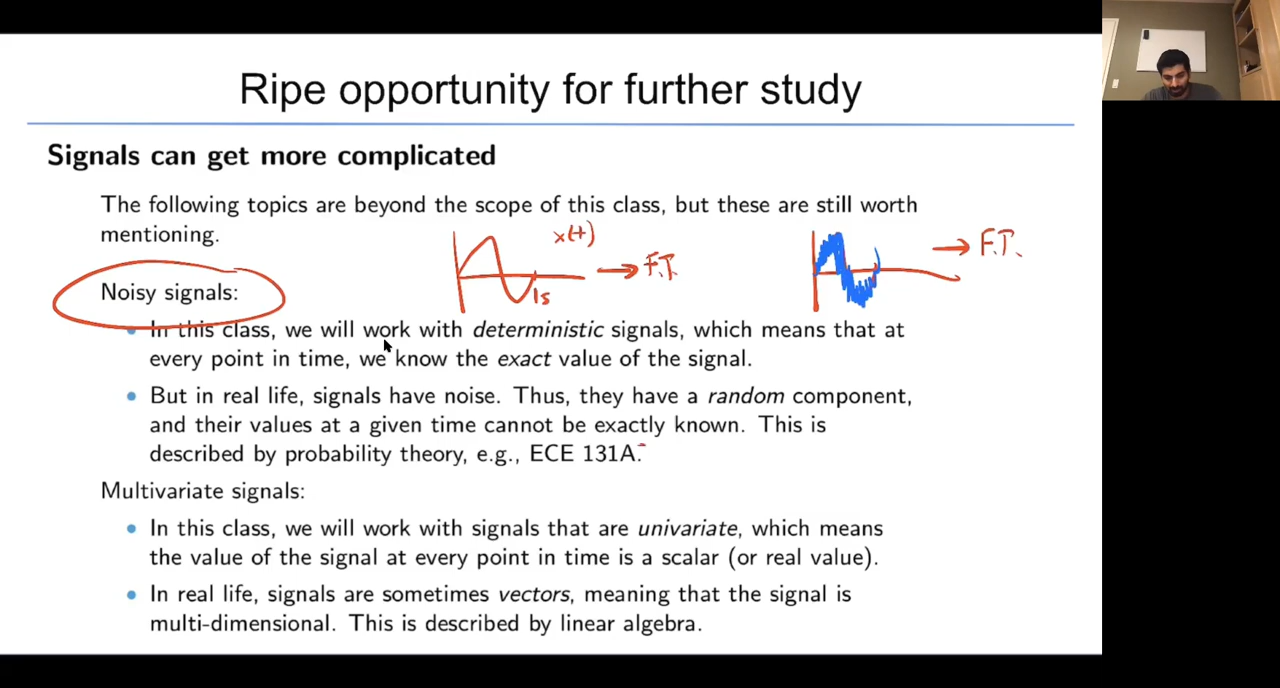 Ripe opportunity for further study
Signals can get more complicated
The following topics are beyond the scope of this class, but these are still worth
mentioning.
x(t)
→ F.T.
1s
→ F.T.
Noisy signals:
• In this class, we will work with deterministic signals, which means that at
every point in time, we know the exact value of the signal.
• But in real life, signals have noise. Thus, they have a random component,
and their values at a given time cannot be exactly known. This is
described by probability theory, e.g., ECE 131A.
Multivariate signals:
• In this class, we will work with signals that are univariate, which means
the value of the signal at every point in time is a scalar (or real value).
• In real life, signals are sometimes vectors, meaning that the signal is
multi-dimensional. This is described by linear algebra.